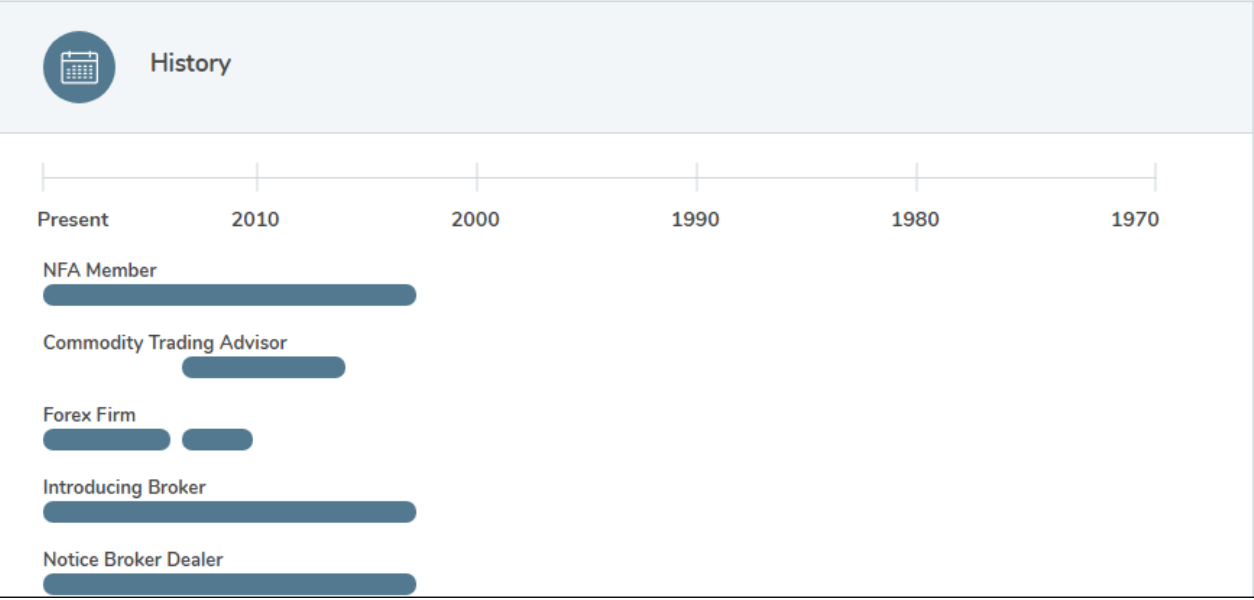 History
Present 2010 2000 1990 1980 1970
NFA Member
Commodity Trading Advisor
Forex Firm
Introducing Broker
Notice Broker Dealer